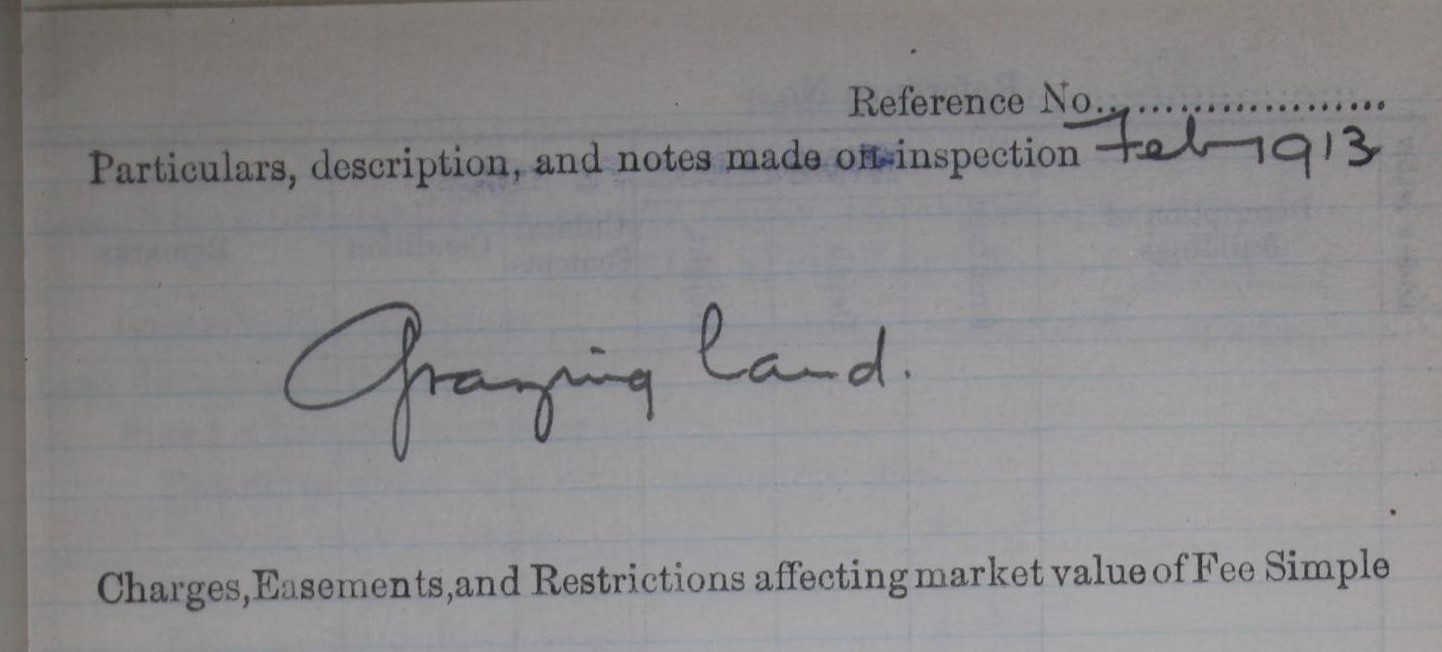 Reference No......................
Particulars, description, and notes made on inspection Feb 1913
Grazing land.
Charges, Easements, and Restrictions affecting market value of Fee Simple